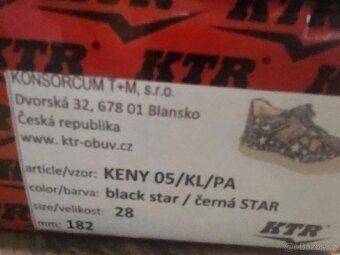 KTR
KTR
KONSORCUM T+M, s.r.o.
Dvorská 32, 678 01 Blansko
Česká republika
www.ktr-obuv.cz
article/vzor: KENY 05/KL/PA
color/barva: black star / černá STAR
size/velikost: 28
mm: 182
KTR